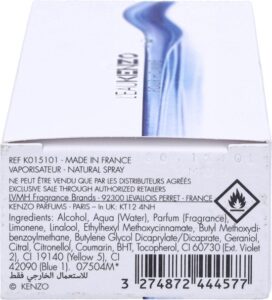 L'EAU KENZO
REF K015101 - MADE IN FRANCE
VAPORISATEUR - NATURAL SPRAY
NE PEUT ÊTRE VENDU QUE PAR LES DISTRIBUTEURS AGRÉÉS
EXCLUSIVE SALE THROUGH AUTHORIZED RETAILERS
LVMH Fragrance Brands - 92300 LEVALLOIS PERRET - FRANCE
KENZO PARFUMS - PARIS - In UK: KT12 4NH
Ingredients: Alcohol, Aqua (Water), Parfum (Fragrance),
Limonene, Linalool, Ethylhexyl Methoxycinnamate, Butyl Methoxydi-
benzoylmethane, Butylene Glycol Dicaprylate/Dicaprate, Geraniol,
Citral, Citronellol, Coumarin, BHT, Tocopherol, CI 60730 (Ext.
Violet 2), CI 19140 (Yellow 5), CI
42090 (Blue 1). 07504M*
للاستعمال الخارجي فقط
© KENZO
3 274872 444577